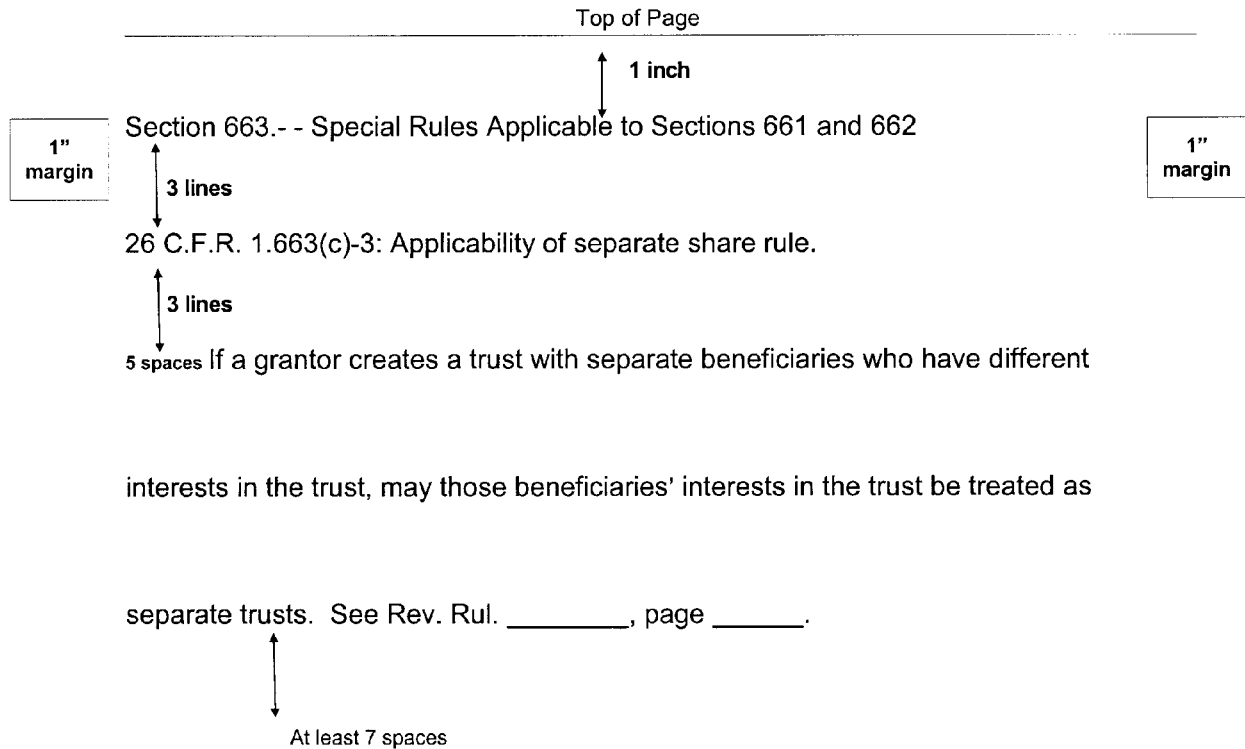 Top of Page
1 inch
Section 663.- - Special Rules Applicable to Sections 661 and 662
1”
margin
1”
margin
3 lines
26 C.F.R. 1.663(c)-3: Applicability of separate share rule.
3 lines
5 spaces If a grantor creates a trust with separate beneficiaries who have different
interests in the trust, may those beneficiaries’ interests in the trust be treated as
separate trusts.  See Rev. Rul. ________, page ______.
At least 7 spaces